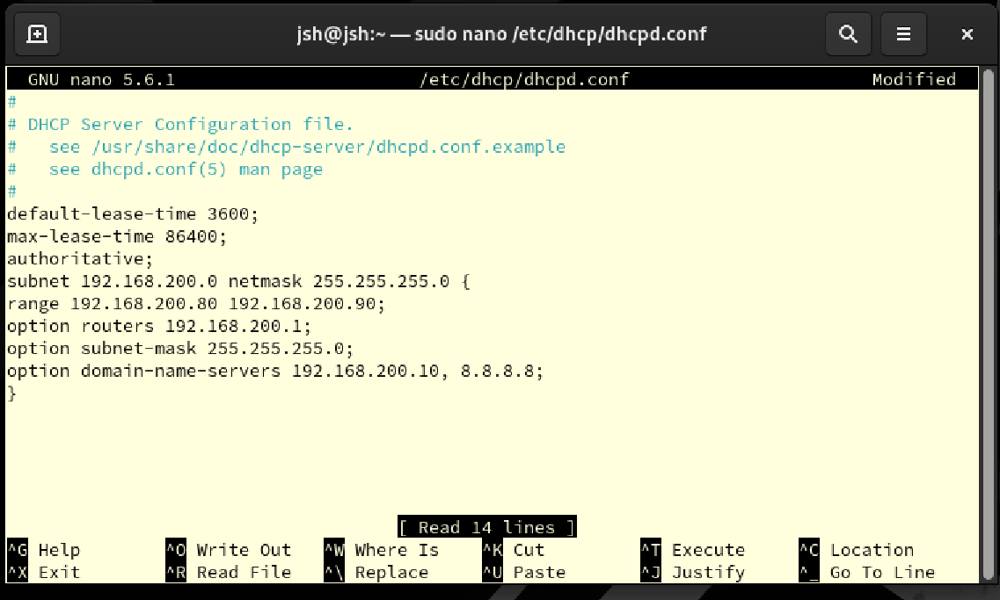 jsh@jsh:~ — sudo nano /etc/dhcp/dhcpd.conf
GNU nano 5.6.1 /etc/dhcp/dhcpd.conf Modified
#
# DHCP Server Configuration file.
#   see /usr/share/doc/dhcp-server/dhcpd.conf.example
#   see dhcpd.conf(5) man page
#
default-lease-time 3600;
max-lease-time 86400;
authoritative;
subnet 192.168.200.0 netmask 255.255.255.0 {
range 192.168.200.80 192.168.200.90;
option routers 192.168.200.1;
option subnet-mask 255.255.255.0;
option domain-name-servers 192.168.200.10, 8.8.8.8;
}
[ Read 14 lines ]
^G Help ^O Write Out ^W Where Is ^K Cut ^T Execute ^C Location
^X Exit ^R Read File ^\ Replace ^U Paste ^J Justify ^_ Go To Line